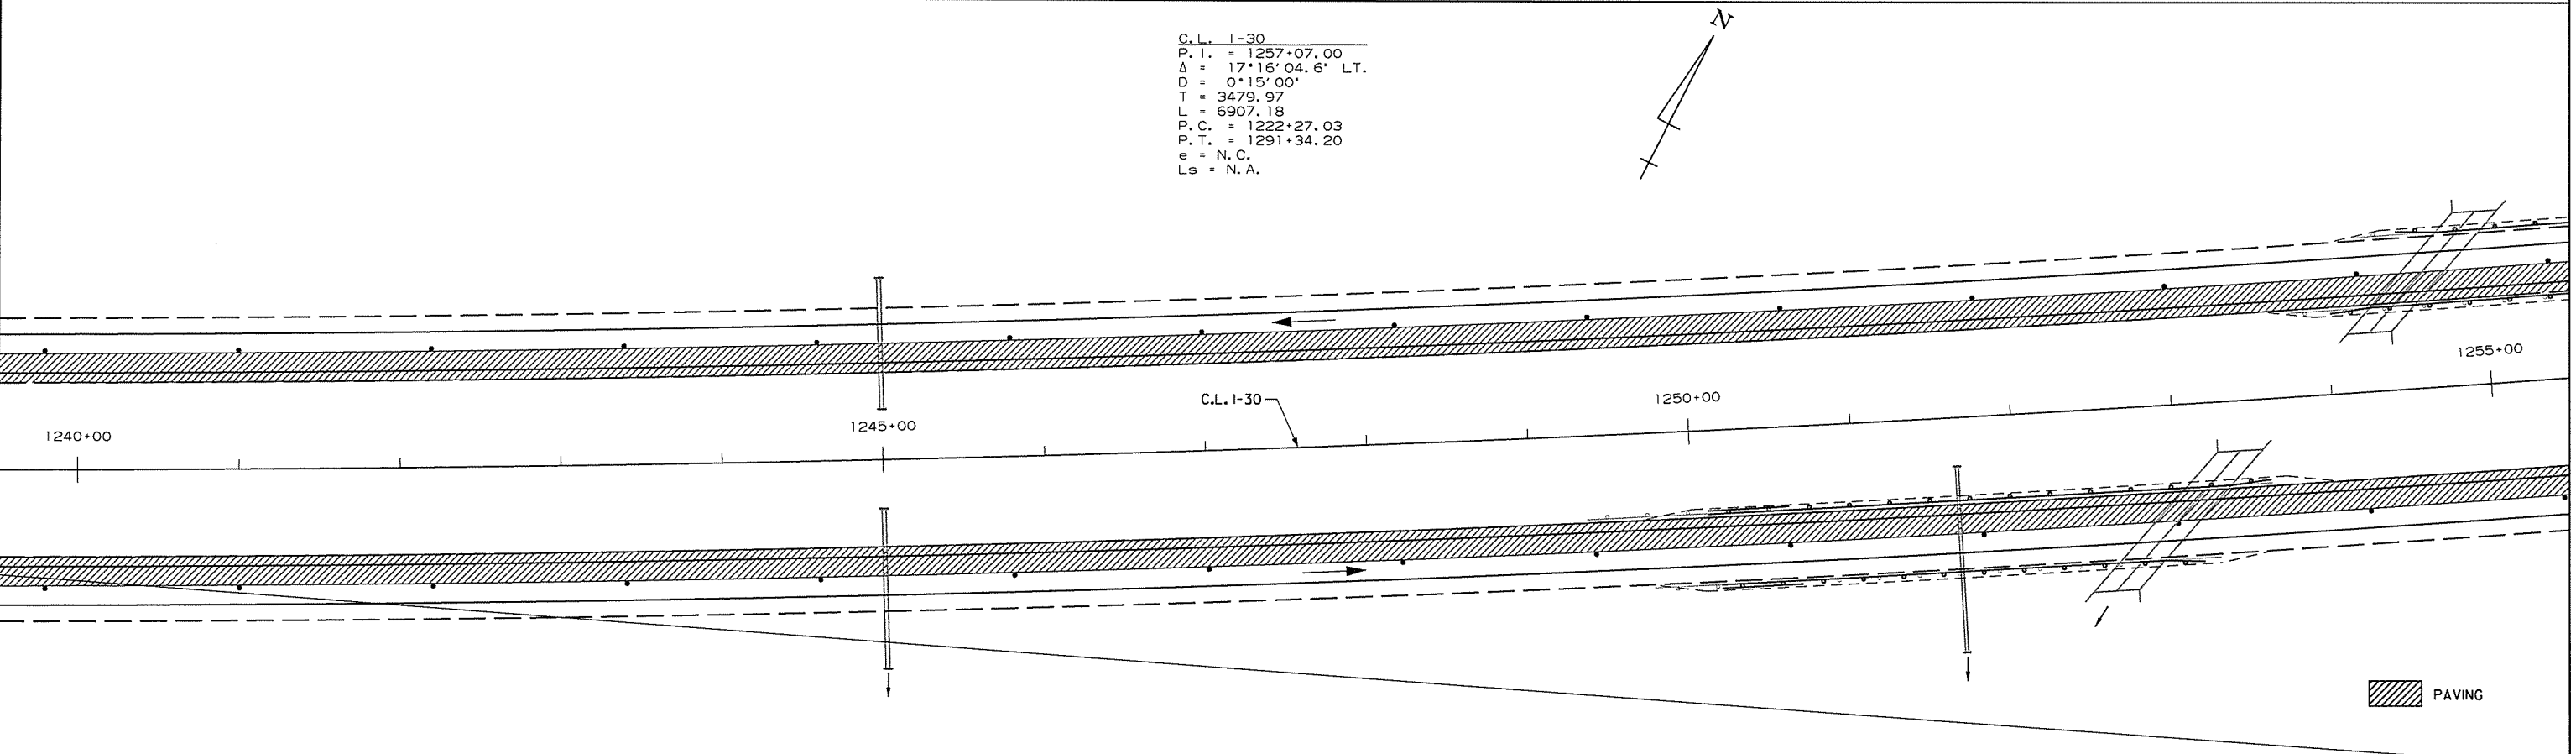 N
C.L. I-30
P.I. = 1257+07.00
Δ = 17°16'04.6" LT.
D = 0°15'00"
T = 3479.97
L = 6907.18
P.C. = 1222+27.03
P.T. = 1291+34.20
e = N.C.
Ls = N.A.
1255+00
1250+00
C.L. I-30
1245+00
1240+00
PAVING